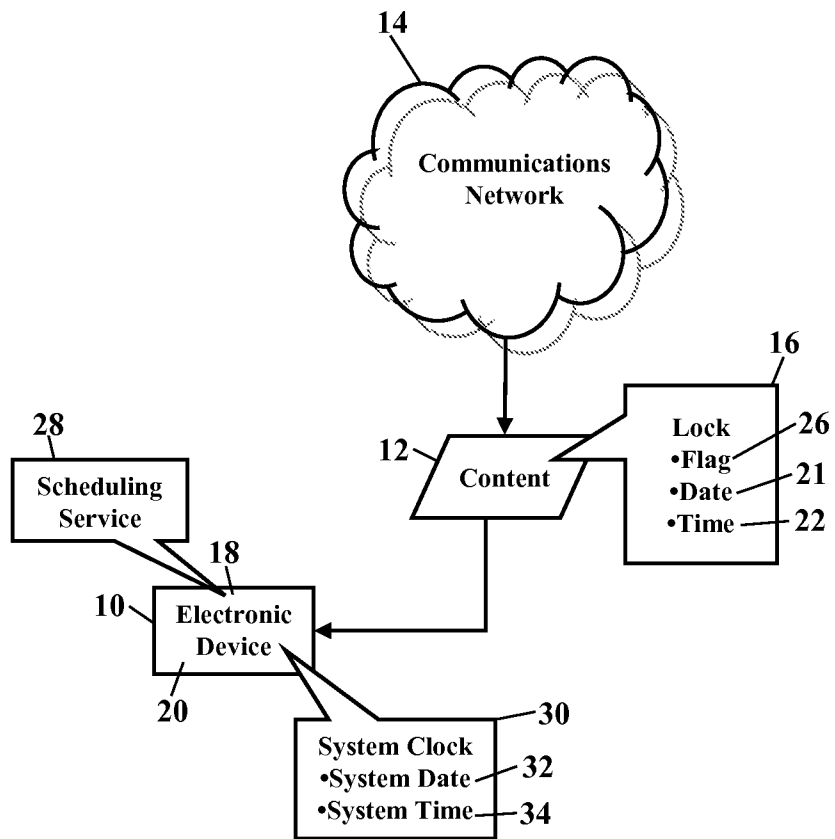 14
Communications
Network
16
Lock
•Flag 26
•Date 21
•Time 22
12
Content
28
Scheduling
Service
18
10
Electronic
Device
20
30
System Clock
•System Date 32
•System Time 34